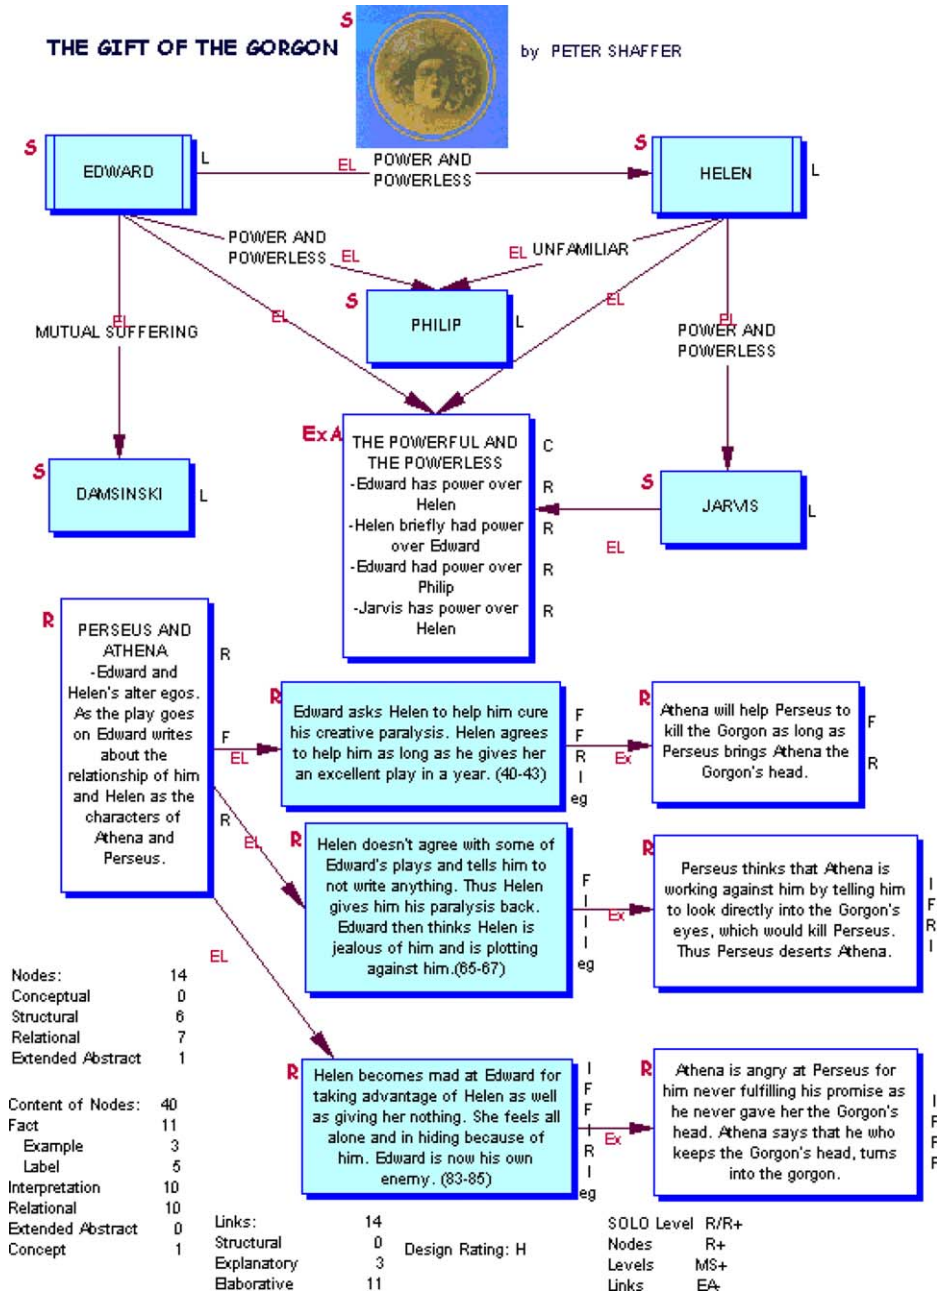 S
THE GIFT OF THE GORGON
by PETER SHAFFER
S
EDWARD
L
EL
POWER AND
POWERLESS
S
HELEN
L
POWER AND
POWERLESS
EL
EL
UNFAMILIAR
S
PHILIP
L
EL
EL
EL
MUTUAL SUFFERING
EL
POWER AND
POWERLESS
S
DAMSINSKI
L
Ex A
THE POWERFUL AND
THE POWERLESS
-Edward has power over
Helen
-Helen briefly had power
over Edward
-Edward had power over
Philip
-Jarvis has power over
Helen
C
R
R
R
R
S
JARVIS
L
EL
R
PERSEUS AND
ATHENA
-Edward and
Helen's alter egos.
As the play goes
on Edward writes
about the
relationship of him
and Helen as the
characters of
Athena and
Perseus.
R
F
R
EL
EL
EL
R
Edward asks Helen to help him cure
his creative paralysis. Helen agrees
to help him as long as he gives her
an excellent play in a year. (40-43)
F
F
R
I
eg
Ex
R
Athena will help Perseus to
kill the Gorgon as long as
Perseus brings Athena the
Gorgon's head.
F
R
R
Helen doesn't agree with some of
Edward's plays and tells him to
not write anything. Thus Helen
gives him his paralysis back.
Edward then thinks Helen is
jealous of him and is plotting
against him.(65-67)
F
I
I
I
eg
Ex
R
Perseus thinks that Athena is
working against him by telling him
to look directly into the Gorgon's
eyes, which would kill Perseus.
Thus Perseus deserts Athena.
I
F
R
I
R
Helen becomes mad at Edward for
taking advantage of Helen as well
as giving her nothing. She feels all
alone and in hiding because of
him. Edward is now his own
enemy. (83-85)
I
F
F
I
R
I
eg
Ex
R
Athena is angry at Perseus for
him never fulfilling his promise as
he never gave her the Gorgon's
head. Athena says that he who
keeps the Gorgon's head, turns
into the gorgon.
I
Nodes: 14
Conceptual 0
Structural 6
Relational 7
Extended Abstract 1
Content of Nodes: 40
Fact 11
Example 3
Label 5
Interpretation 10
Relational 10
Extended Abstract 0
Concept 1
Links: 14
Structural 0
Explanatory 3
Elaborative 11
Design Rating: H
SOLO Level R/R+
Nodes R+
Levels MS+
Links EA-